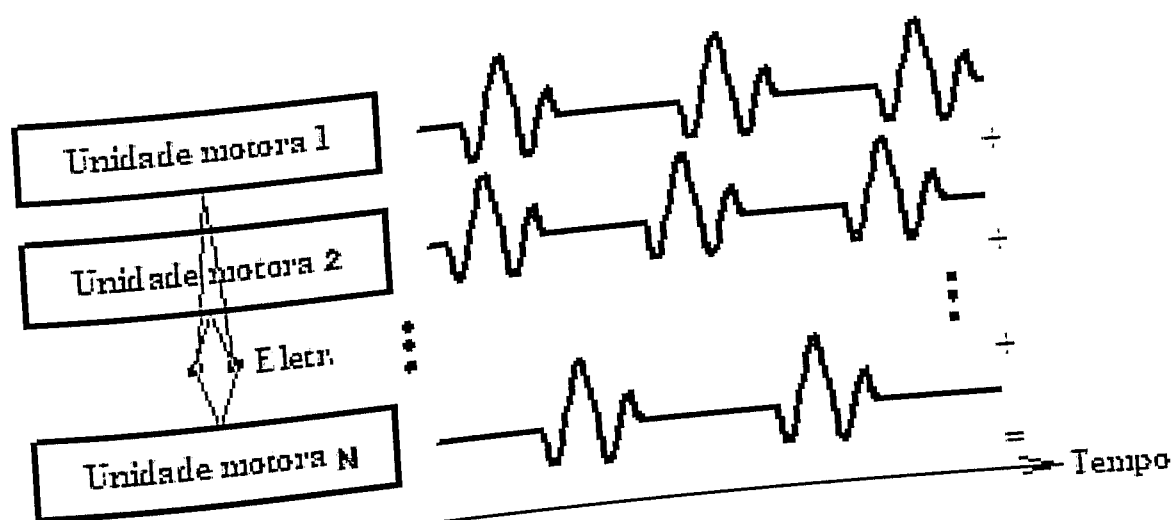 Unidade motora 1
÷
Unidade motora 2
÷
Eletr.
÷
Unidade motora N
=
Tempo